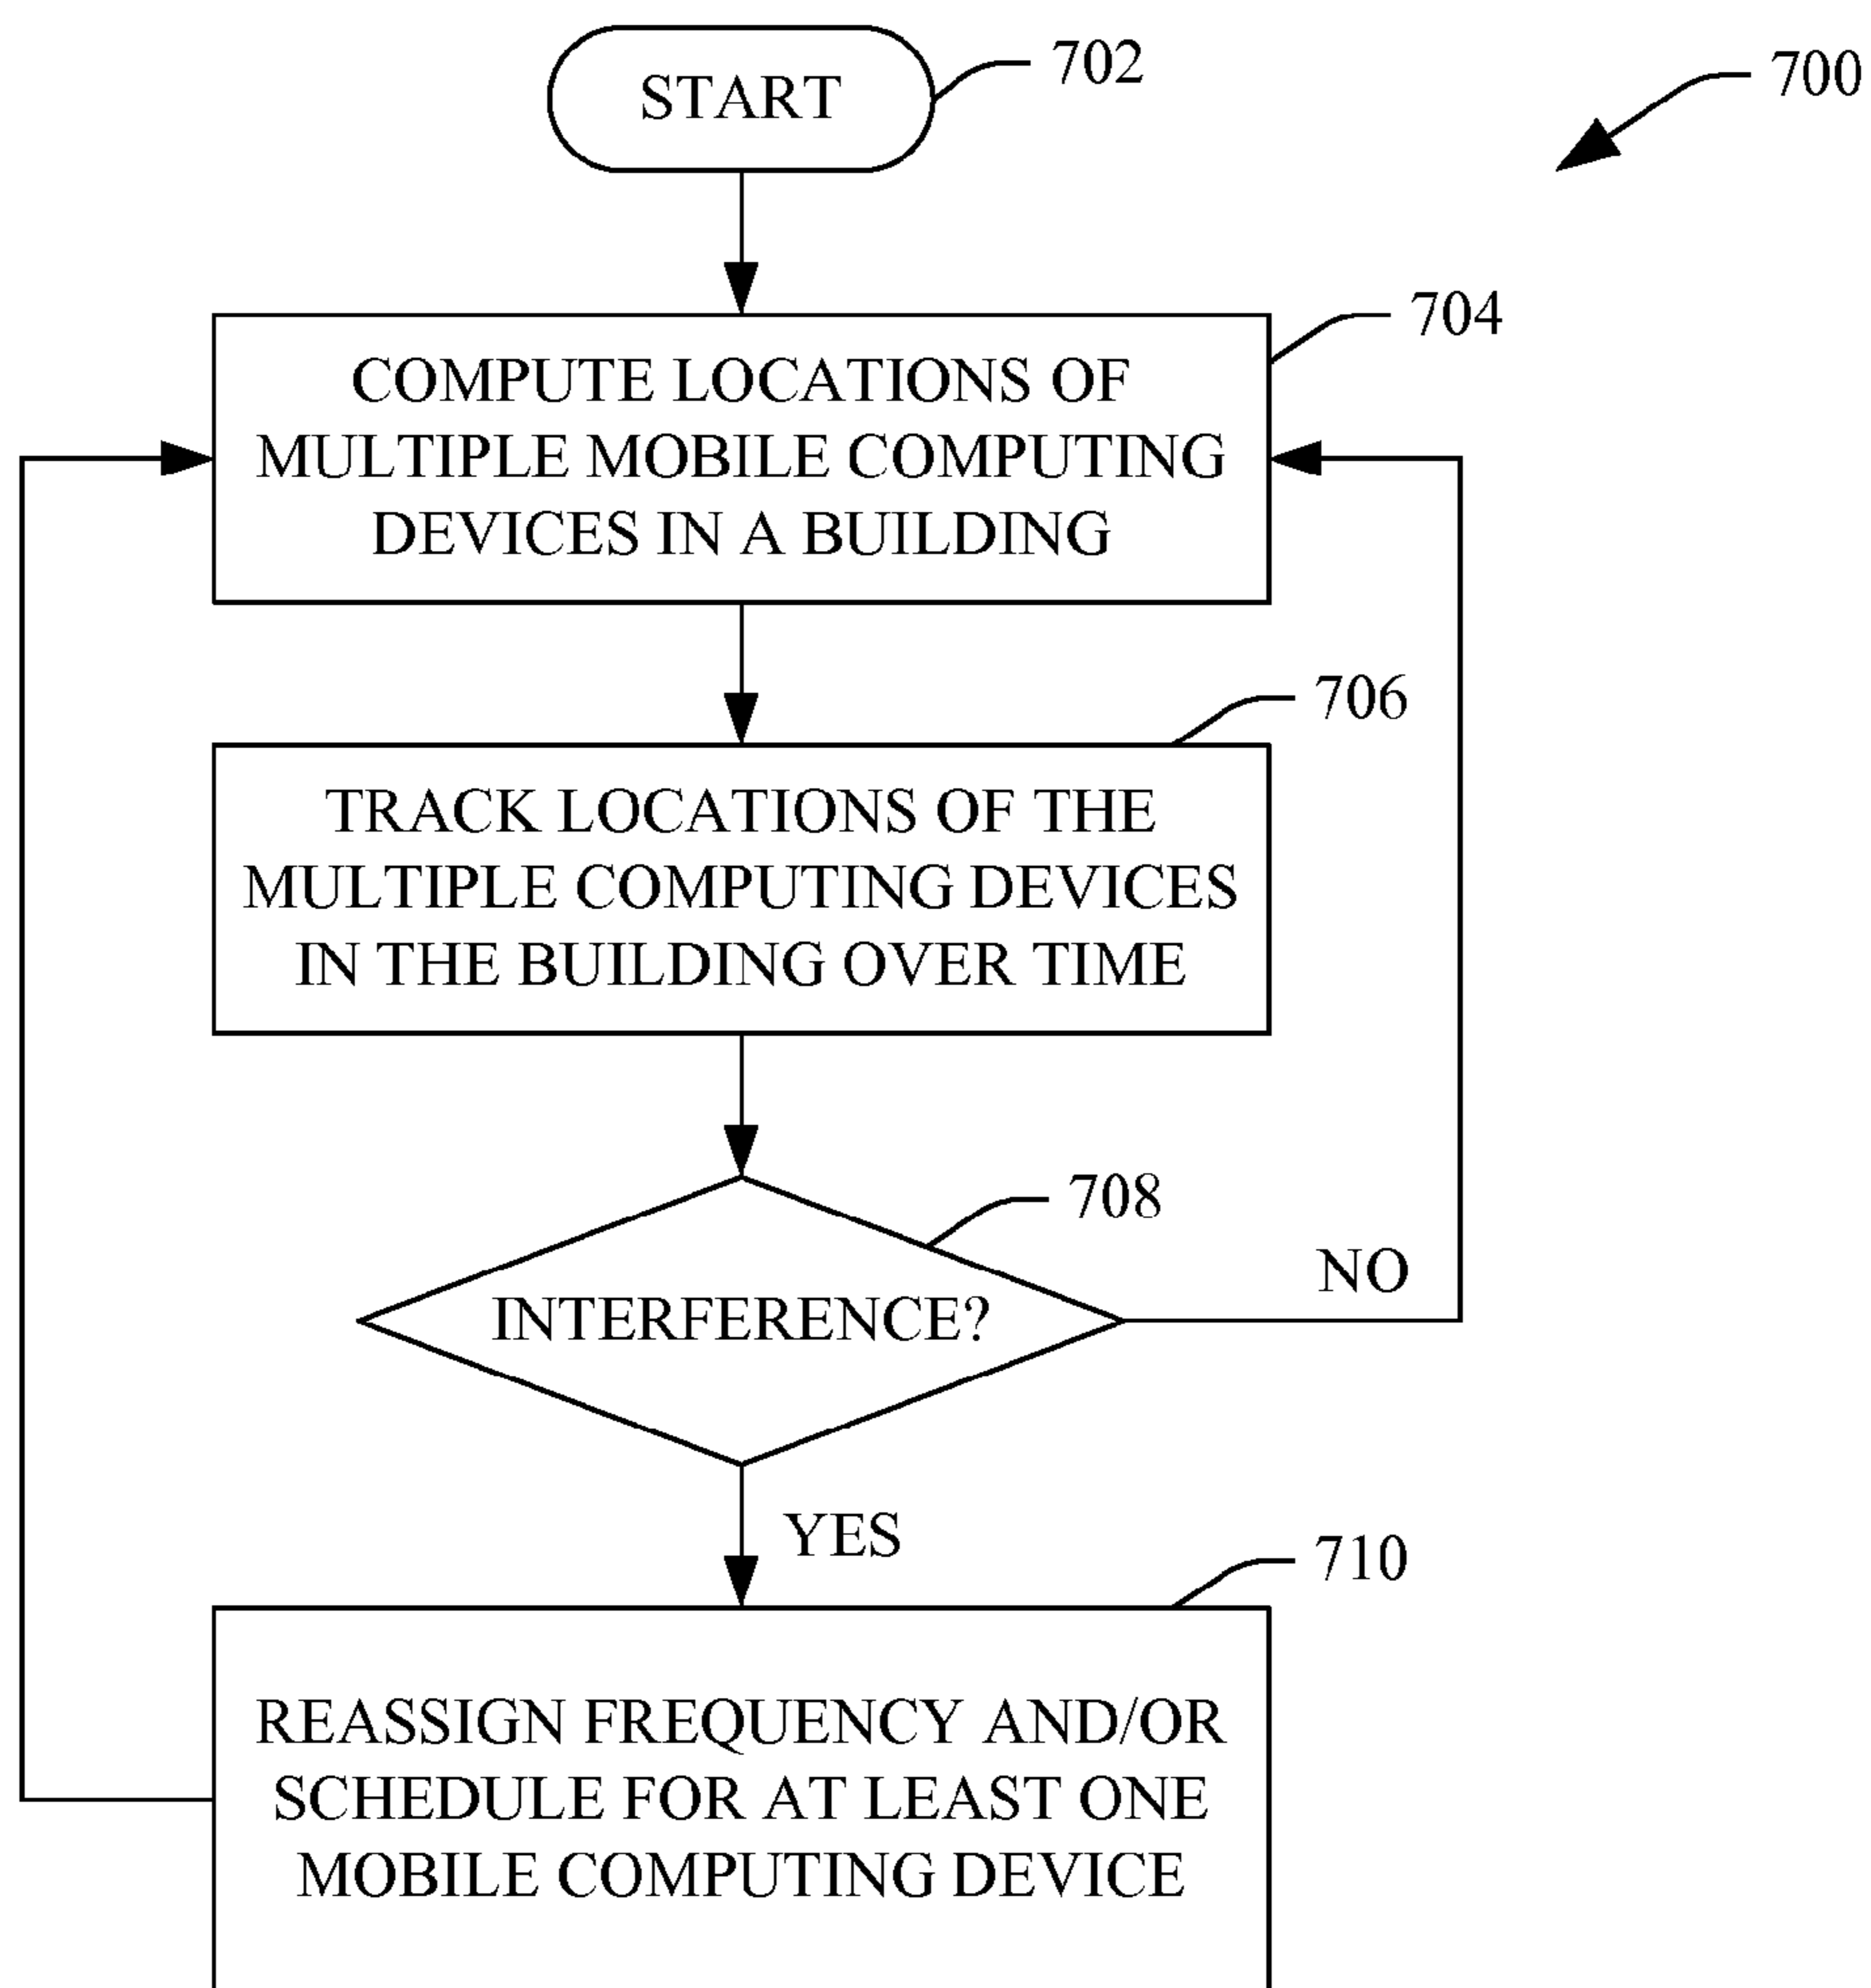 START
702
700
COMPUTE LOCATIONS OF
MULTIPLE MOBILE COMPUTING
DEVICES IN A BUILDING
704
TRACK LOCATIONS OF THE
MULTIPLE COMPUTING DEVICES
IN THE BUILDING OVER TIME
706
INTERFERENCE?
708
NO
YES
REASSIGN FREQUENCY AND/OR
SCHEDULE FOR AT LEAST ONE
MOBILE COMPUTING DEVICE
710